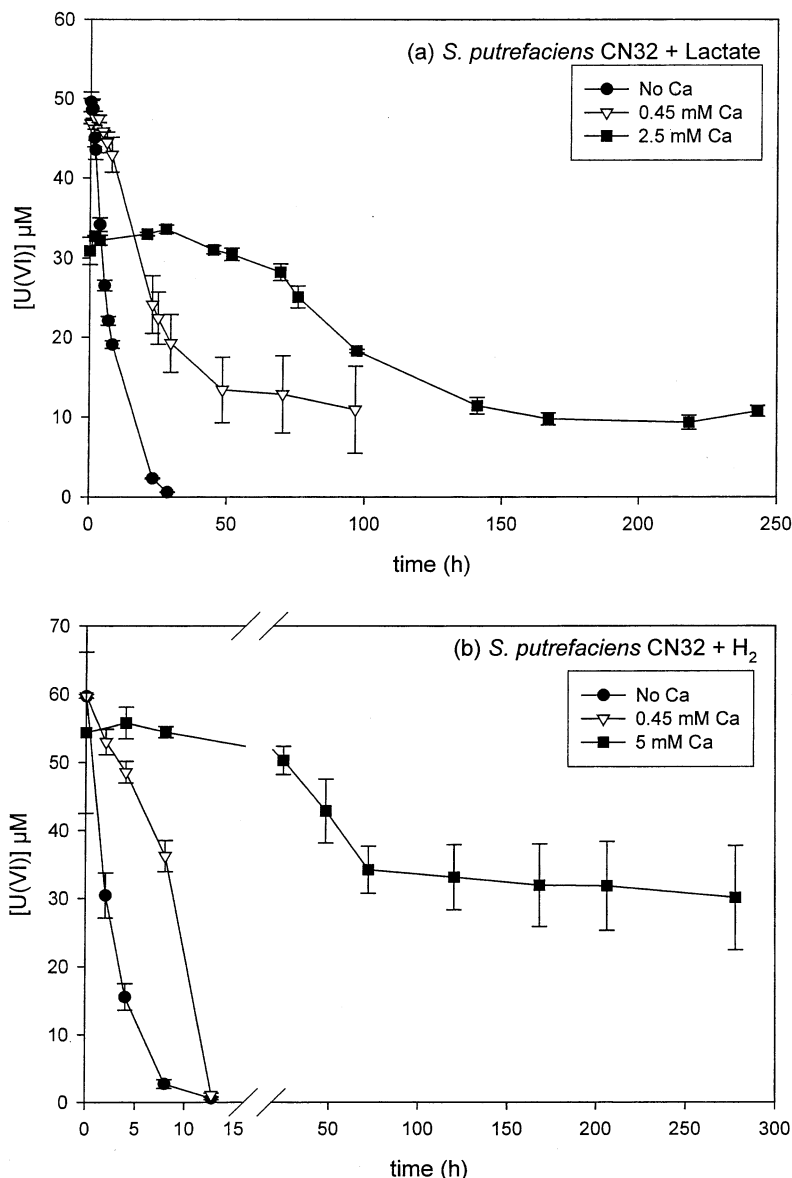 60
50
40
30
20
10
0
[U(VI)] µM
(a) S. putrefaciens CN32 + Lactate
No Ca
0.45 mM Ca
2.5 mM Ca
0 50 100 150 200 250
time (h)
70
60
50
40
30
20
10
0
[U(VI)] µM
(b) S. putrefaciens CN32 + H₂
No Ca
0.45 mM Ca
5 mM Ca
0 5 10 15 50 100 150 200 250 300
time (h)